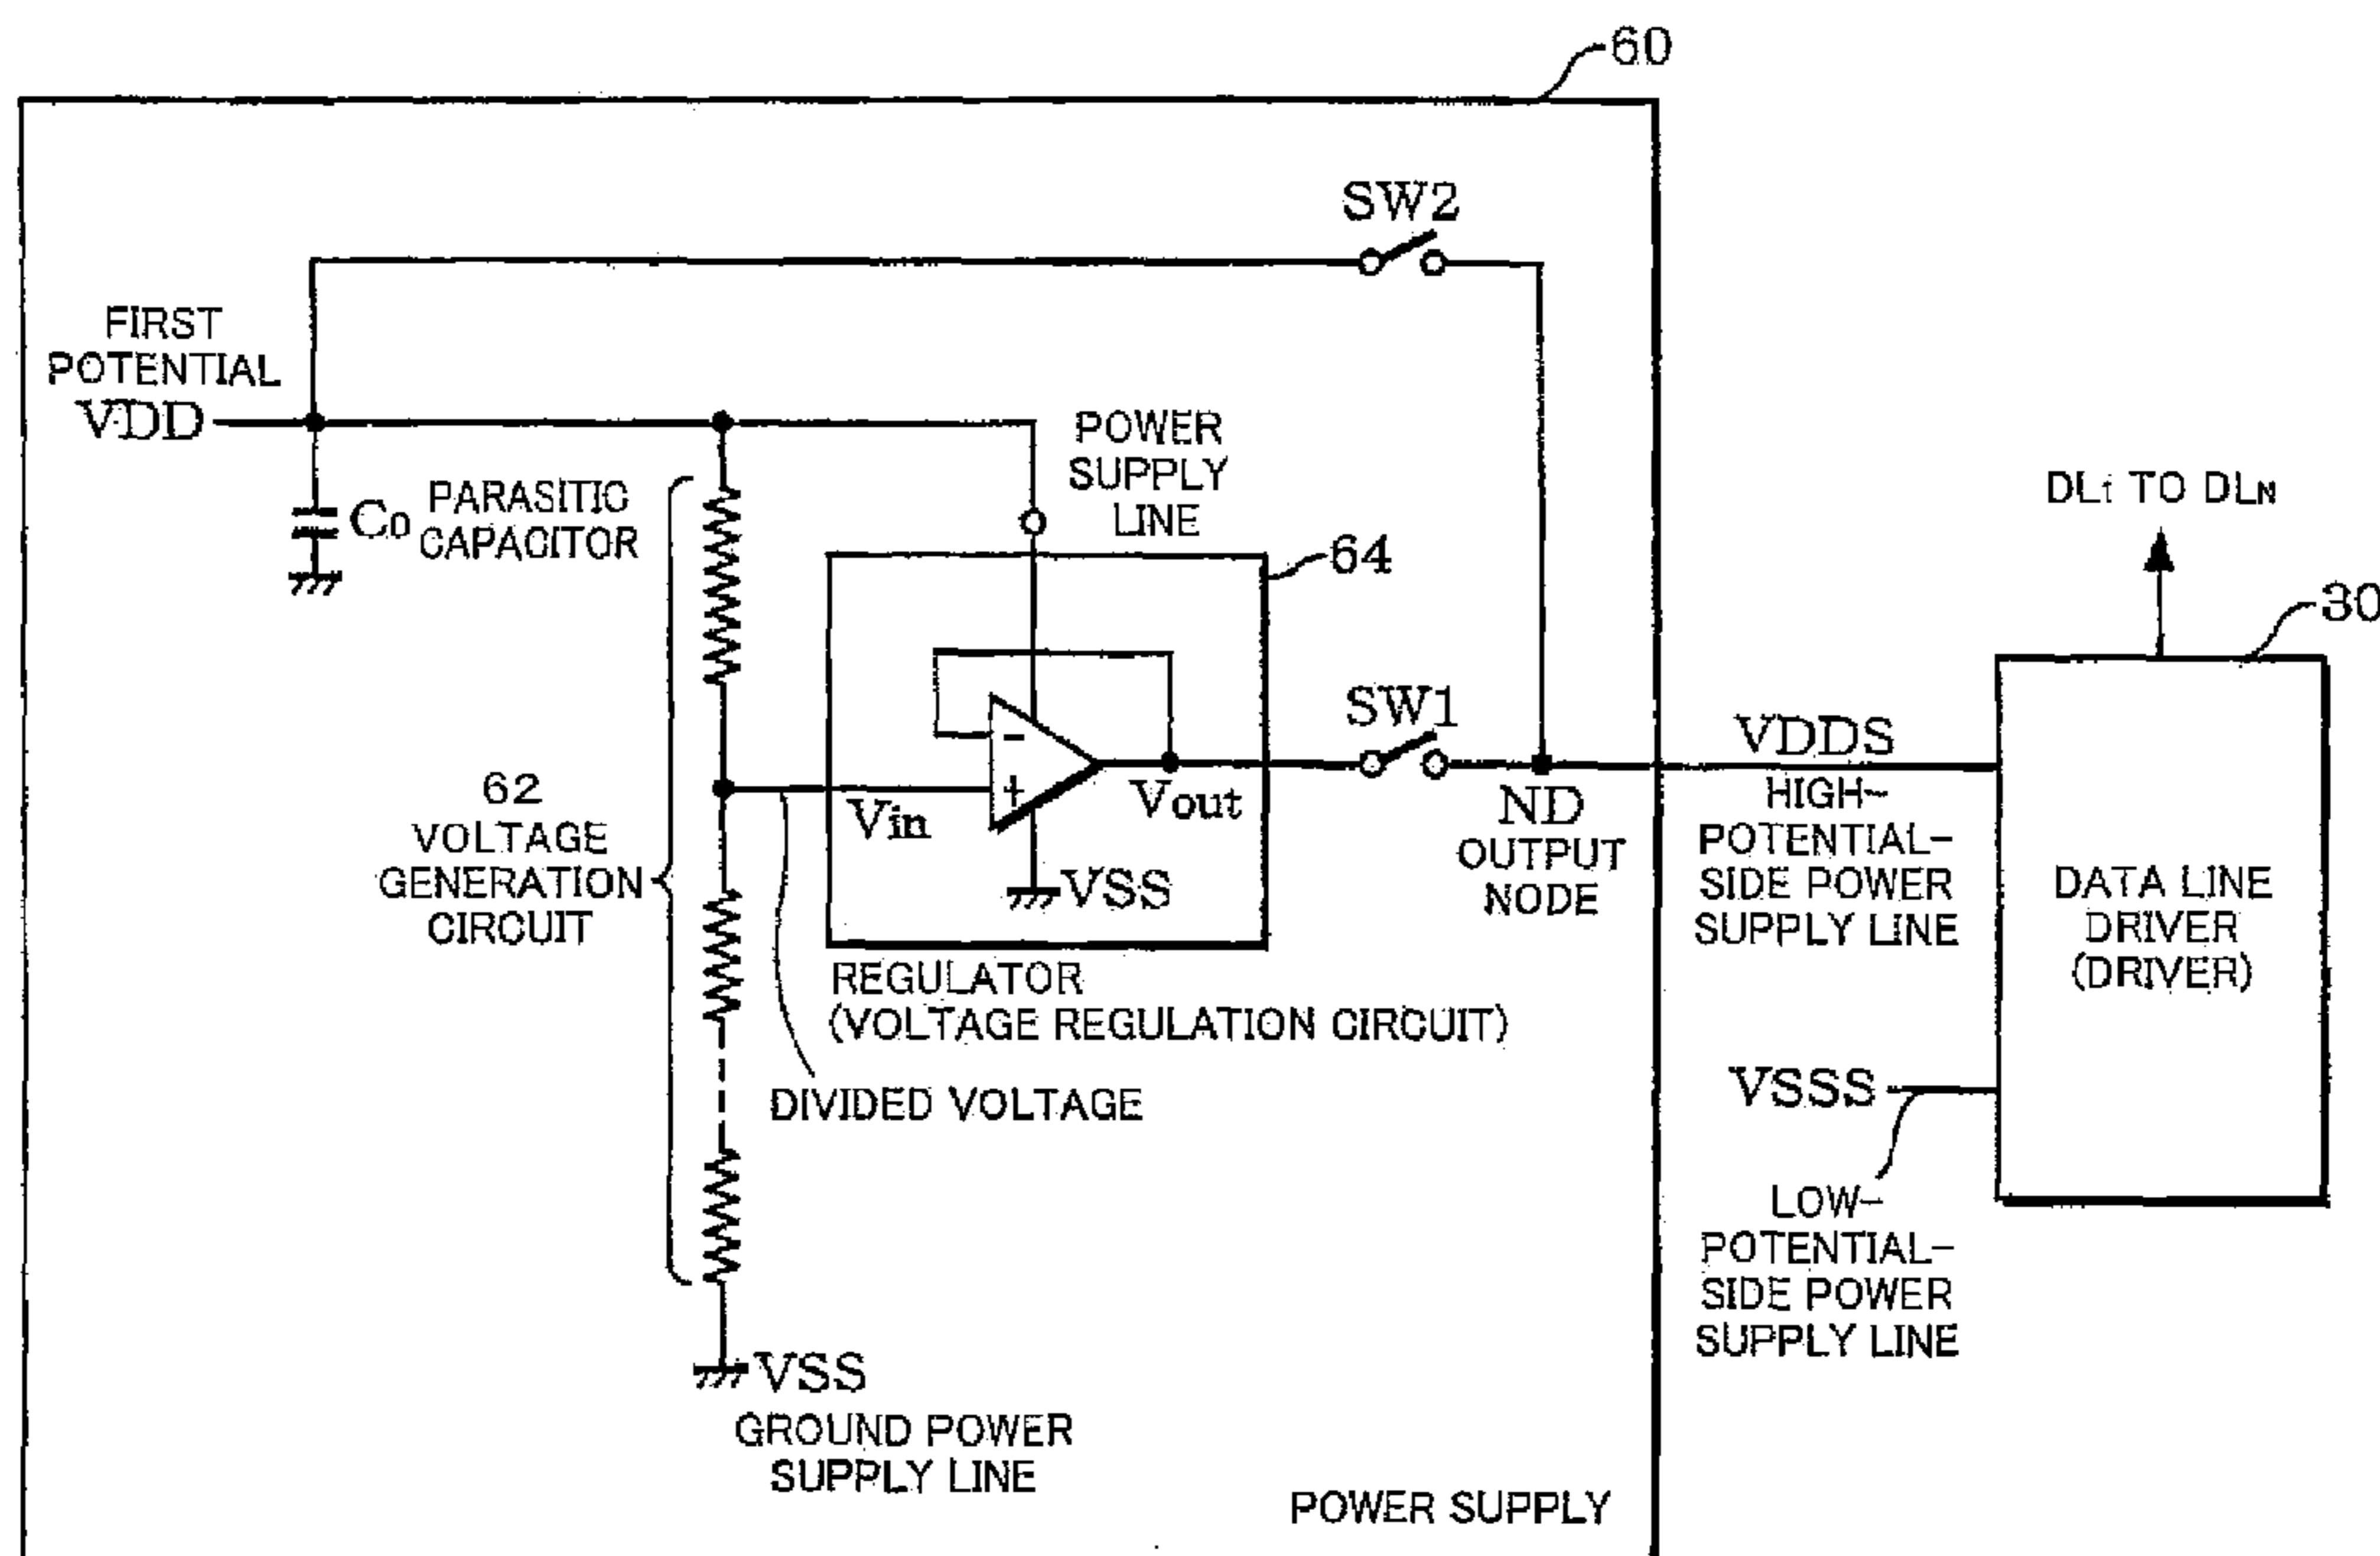 60
SW2
FIRST
POTENTIAL
VDD
POWER
SUPPLY
LINE
C0 PARASITIC
CAPACITOR
64
DL1 TO DLN
30
SW1
VDDS
HIGH-
POTENTIAL-
SIDE POWER
SUPPLY LINE
62
VOLTAGE
GENERATION
CIRCUIT
-
+
Vin
Vout
VSS
ND
OUTPUT
NODE
DATA LINE
DRIVER
(DRIVER)
REGULATOR
(VOLTAGE REGULATION CIRCUIT)
DIVIDED VOLTAGE
VSSS
LOW-
POTENTIAL-
SIDE POWER
SUPPLY LINE
VSS
GROUND POWER
SUPPLY LINE
POWER SUPPLY